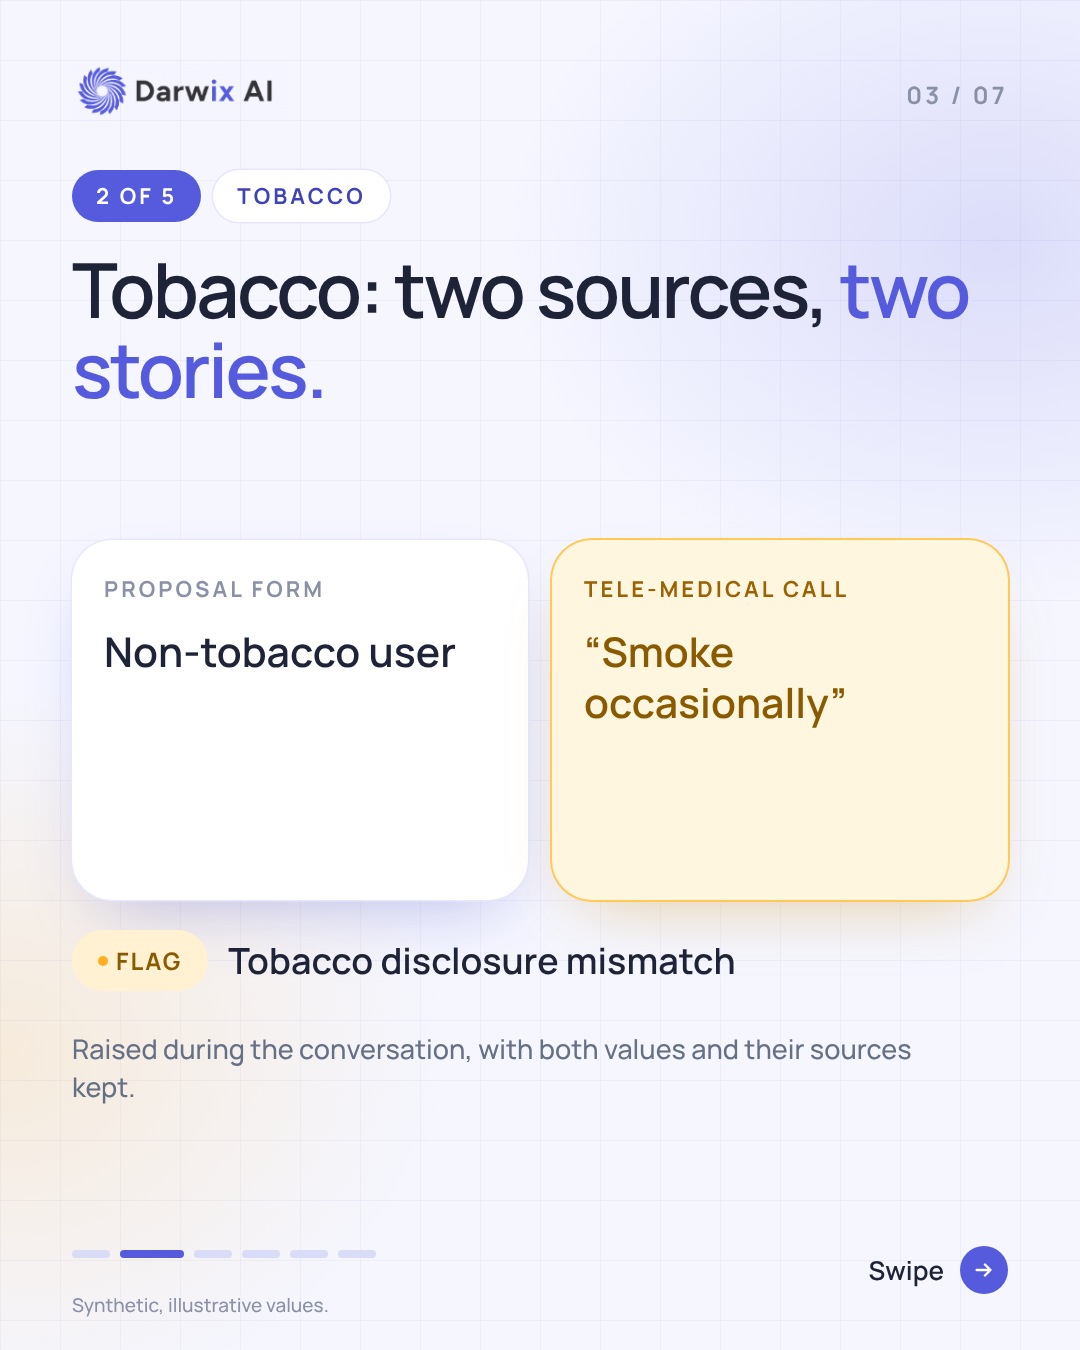 Darwix AI
03 / 07
2 OF 5
TOBACCO
Tobacco: two sources, two
stories.
PROPOSAL FORM
Non-tobacco user
TELE-MEDICAL CALL
“Smoke
occasionally”
FLAG
Tobacco disclosure mismatch
Raised during the conversation, with both values and their sources
kept.
Swipe
Synthetic, illustrative values.